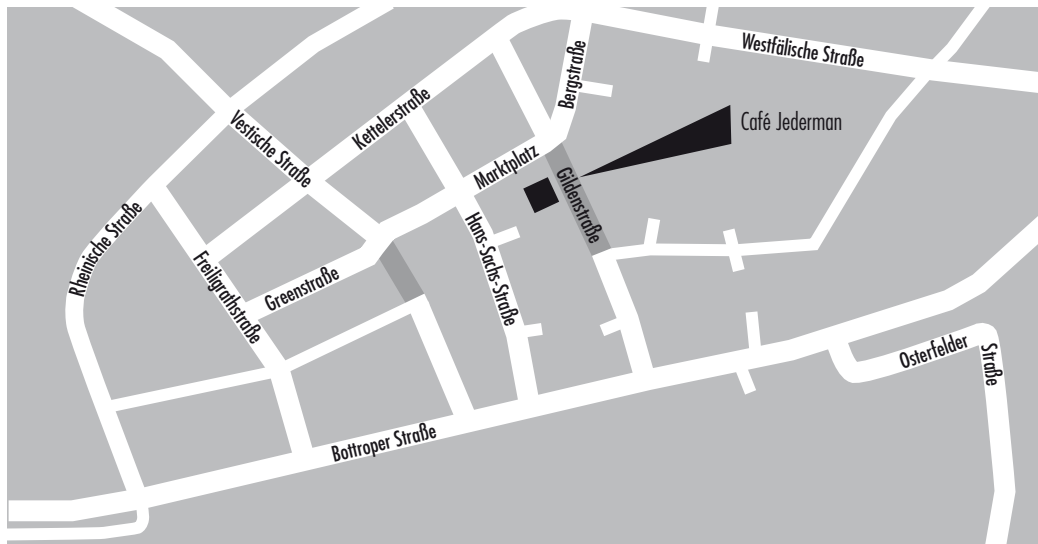 Westfälische Straße
Bergstraße
Kettelerstraße
Vestische Straße
Café Jederman
Marktplatz
Gildenstraße
Rheinische Straße
Hans-Sachs-Straße
Freiligrathstraße
Greenstraße
Osterfelder
Straße
Bottroper Straße